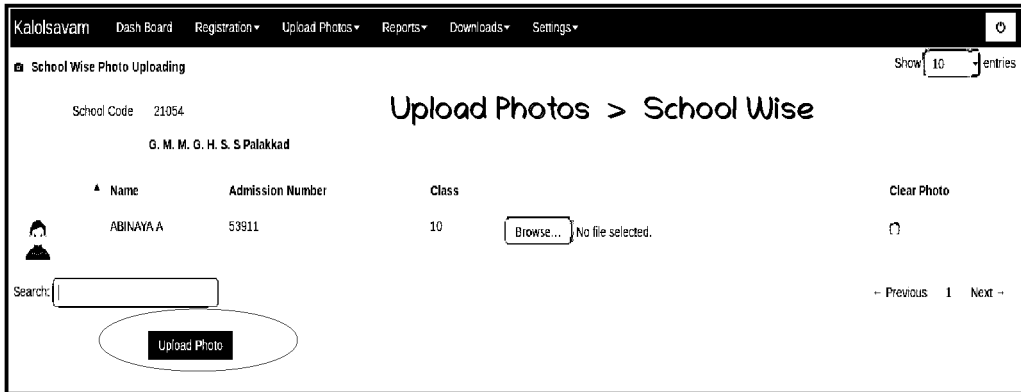 Kalolsavam Dash Board Registration Upload Photos Reports Downloads Settings
School Wise Photo Uploading Show 10 entries
School Code 21054 Upload Photos > School Wise
G. M. M. G. H. S. S Palakkad
Name Admission Number Class Clear Photo
ABINAYA A 53911 10 Browse... No file selected.
Search: ← Previous 1 Next →
Upload Photo